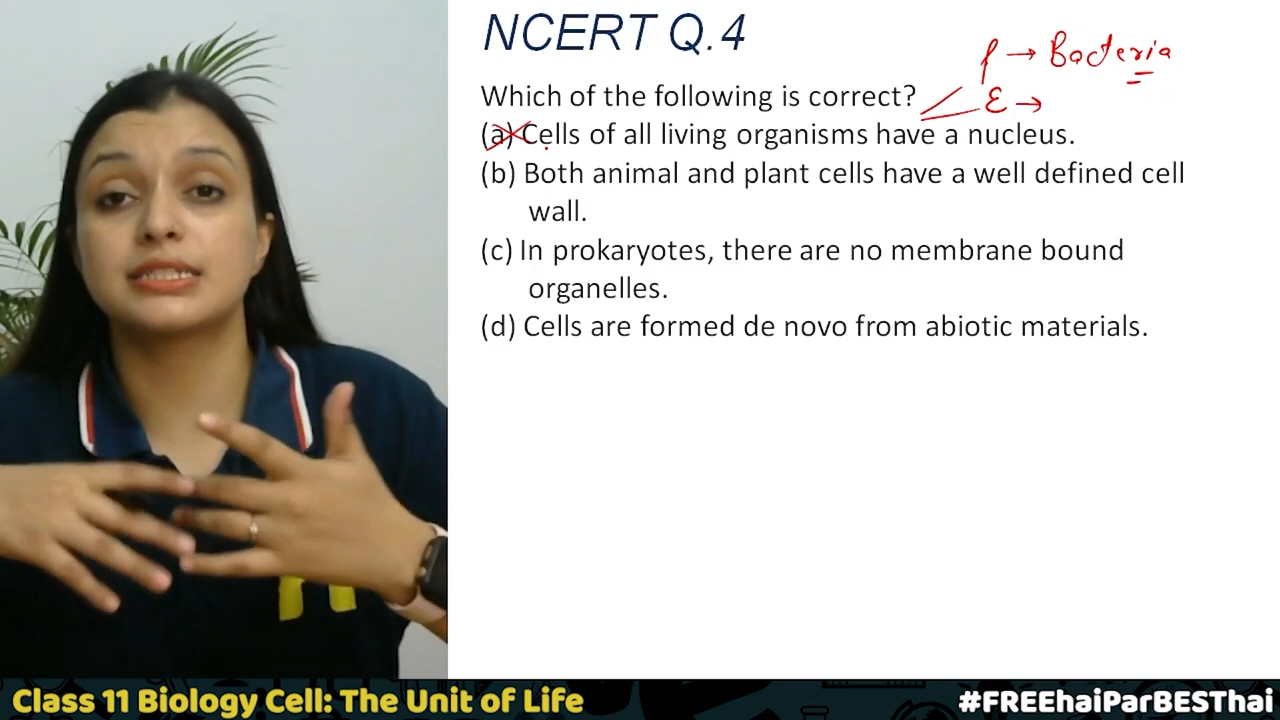 NCERT Q.4
P → Bacteria
Which of the following is correct?
E →
(a) Cells of all living organisms have a nucleus.
(b) Both animal and plant cells have a well defined cell
wall.
(c) In prokaryotes, there are no membrane bound
organelles.
(d) Cells are formed de novo from abiotic materials.
Class 11 Biology Cell: The Unit of Life
#FREEhaiParBESThai